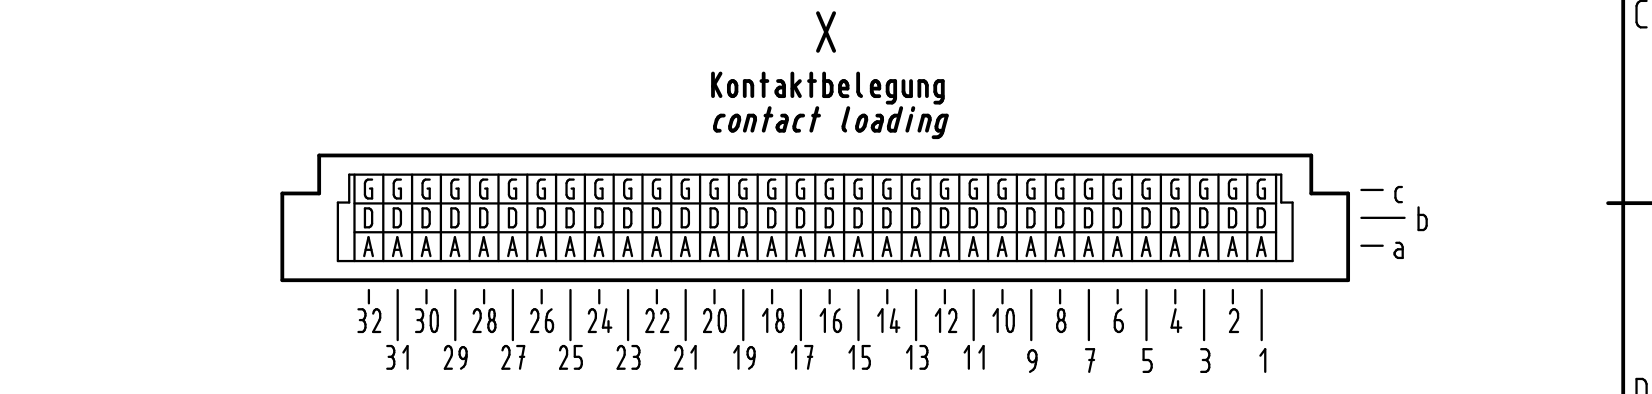 C
X
Kontaktbelegung
contact loading
G G G G G G G G G G G G G G G G G G G G G G G G G G G G G G G G c
D D D D D D D D D D D D D D D D D D D D D D D D D D D D D D D D b
A A A A A A A A A A A A A A A A A A A A A A A A A A A A A A A A a
32 30 28 26 24 22 20 18 16 14 12 10 8 6 4 2
31 29 27 25 23 21 19 17 15 13 11 9 7 5 3 1